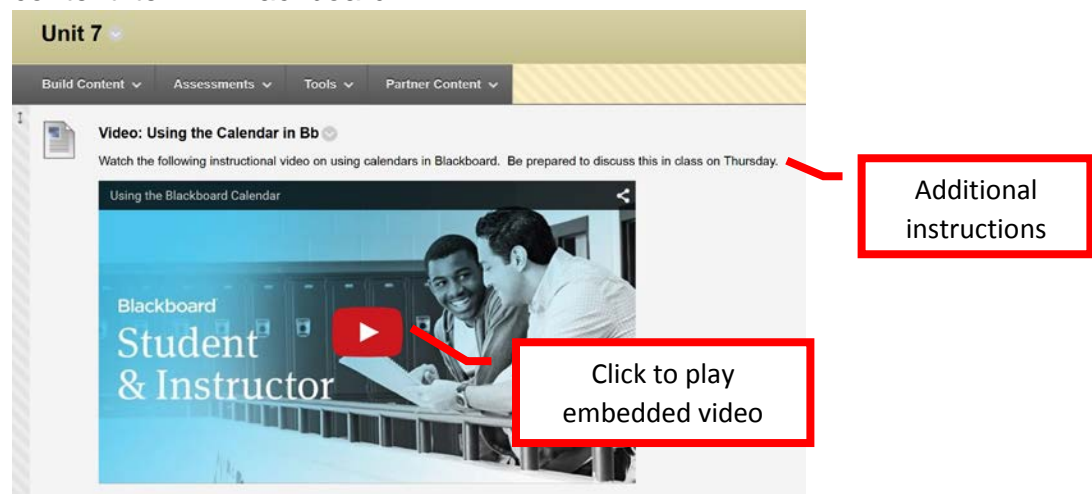 Unit 7
Build Content Assessments Tools Partner Content
Video: Using the Calendar in Bb
Watch the following instructional video on using calendars in Blackboard. Be prepared to discuss this in class on Thursday.
Additional
instructions
Using the Blackboard Calendar
Blackboard
Student
& Instructor
Click to play
embedded video